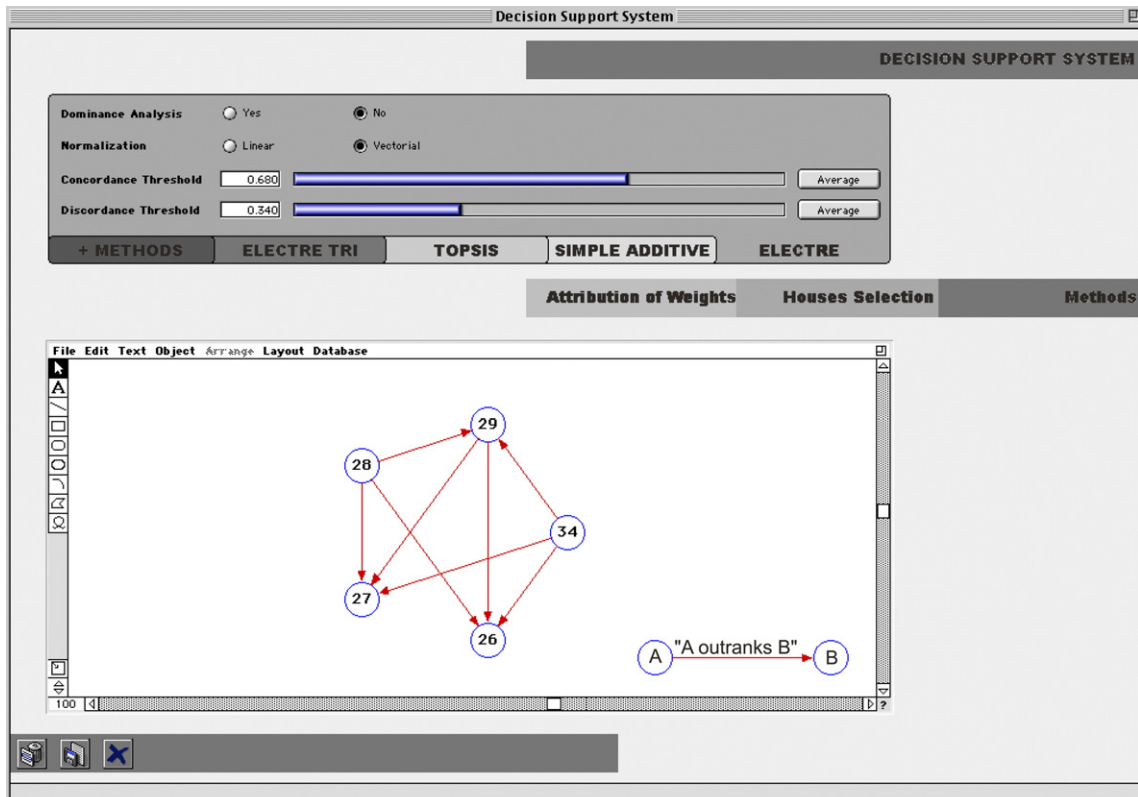 Decision Support System
DECISION SUPPORT SYSTEM
Dominance Analysis Yes No
Normalization Linear Vectorial
Concordance Threshold 0.680 Average
Discordance Threshold 0.340 Average
+ METHODS ELECTRE TRI TOPSIS SIMPLE ADDITIVE ELECTRE
Attribution of Weights Houses Selection Methods
File Edit Text Object Arrange Layout Database
A
29
28
34
27
26
A "A outranks B" B
100 ?